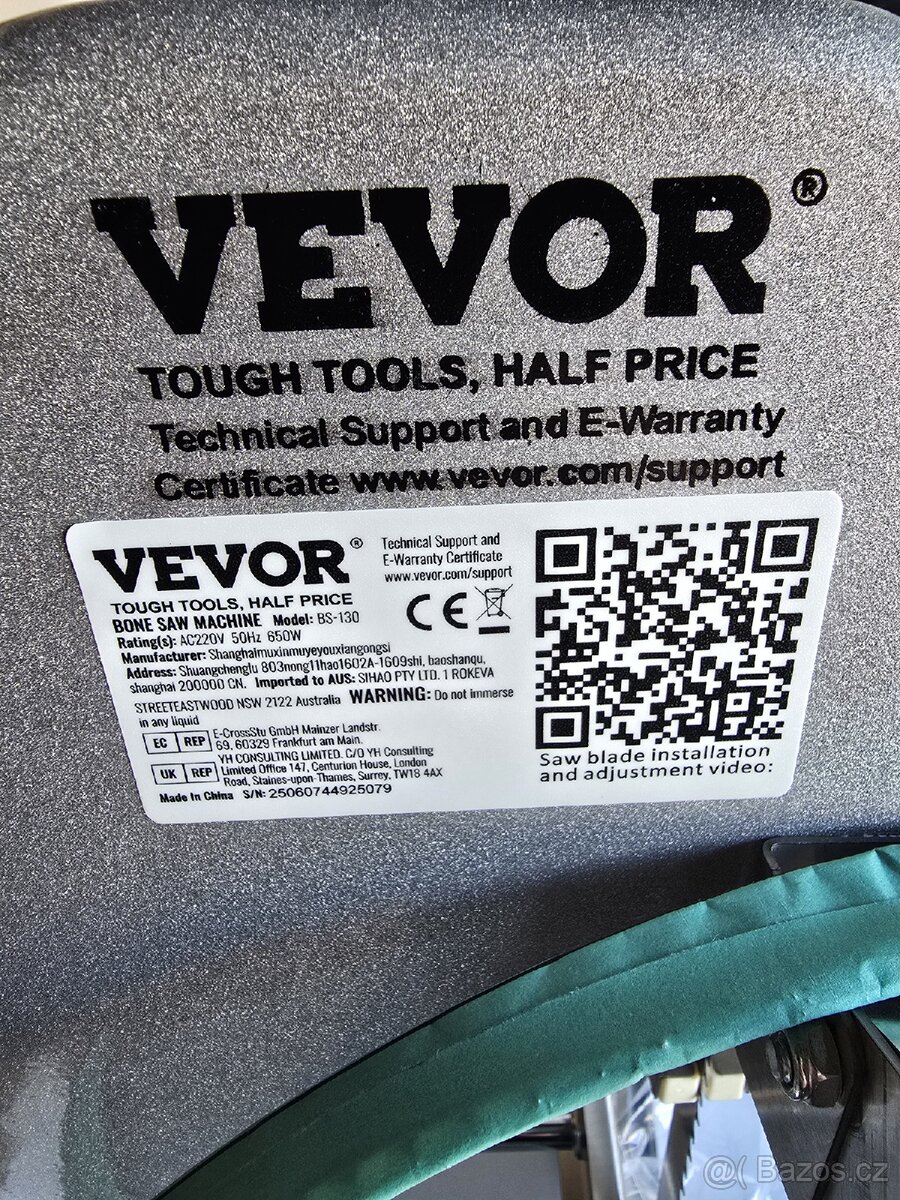 VEVOR®
TOUGH TOOLS, HALF PRICE
Technical Support and E-Warranty
Certificate www.vevor.com/support
VEVOR®
TOUGH TOOLS, HALF PRICE
Technical Support and
E-Warranty Certificate
www.vevor.com/support
BONE SAW MACHINE Model: BS-130
Rating(s): AC220V 50Hz 650W
CE
Manufacturer: Shanghaimuxinmuyeyouxiangongsi
Address: Shuangchenglu 803nong11hao1602A-1609shi, baoshanqu,
shanghai 200000 CN. Imported to AUS: SIHAO PTY LTD. 1 ROKEVA
STREETEASTWOOD NSW 2122 Australia WARNING: Do not immerse
in any liquid
EC REP E-CrossStu GmbH Mainzer Landstr.
69, 60329 Frankfurt am Main.
UK REP YH CONSULTING LIMITED. C/O YH Consulting
Limited Office 147, Centurion House, London
Road, Staines-upon-Thames, Surrey, TW18 4AX
Made In China S/N: 25060744925079
Saw blade installation
and adjustment video:
@( Bazos.cz